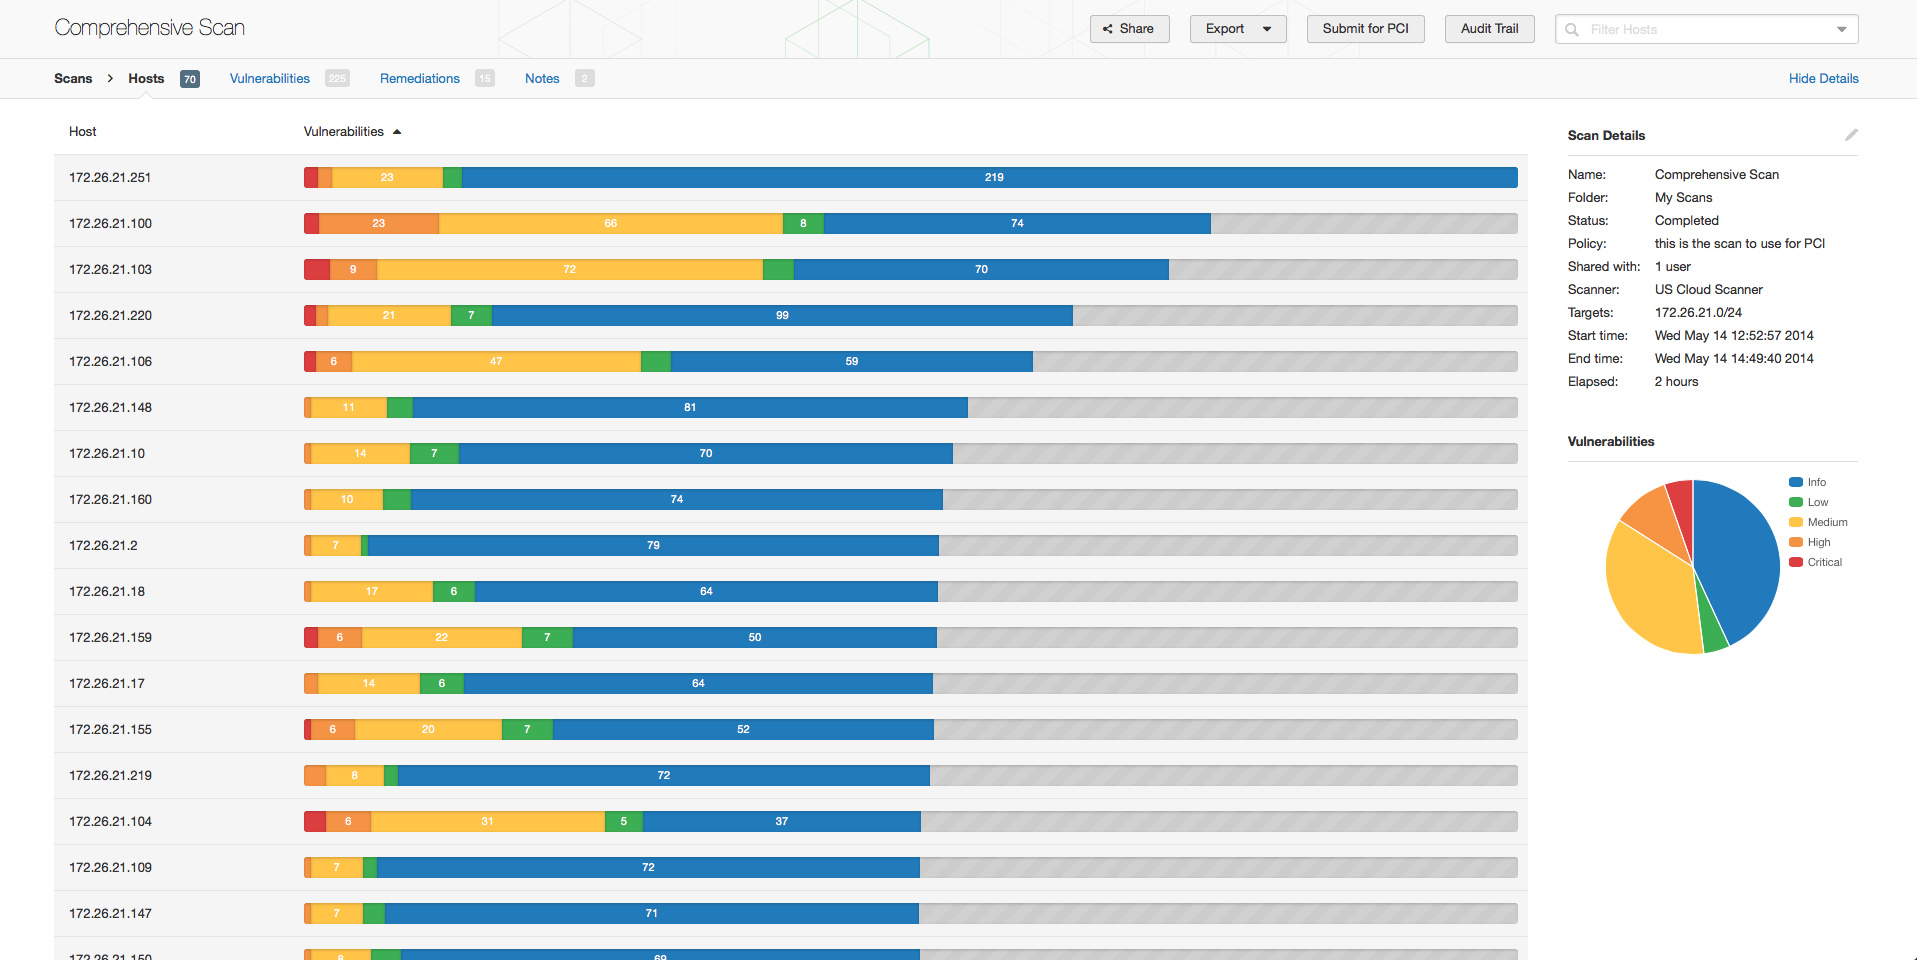 Comprehensive Scan
Share
Export
Submit for PCI
Audit Trail
Filter Hosts
Scans > Hosts 70 Vulnerabilities 225 Remediations 15 Notes 2 Hide Details
Host Vulnerabilities
172.26.21.251 23 219
172.26.21.100 23 66 8 74
172.26.21.103 9 72 70
172.26.21.220 21 7 99
172.26.21.106 6 47 59
172.26.21.148 11 81
172.26.21.10 14 7 70
172.26.21.160 10 74
172.26.21.2 7 79
172.26.21.18 17 6 64
172.26.21.159 6 22 7 50
172.26.21.17 14 6 64
172.26.21.155 6 20 7 52
172.26.21.219 8 72
172.26.21.104 6 31 5 37
172.26.21.109 7 72
172.26.21.147 7 71
172.26.21.150 8 69
Scan Details
Name: Comprehensive Scan
Folder: My Scans
Status: Completed
Policy: this is the scan to use for PCI
Shared with: 1 user
Scanner: US Cloud Scanner
Targets: 172.26.21.0/24
Start time: Wed May 14 12:52:57 2014
End time: Wed May 14 14:49:40 2014
Elapsed: 2 hours
Vulnerabilities
Info
Low
Medium
High
Critical